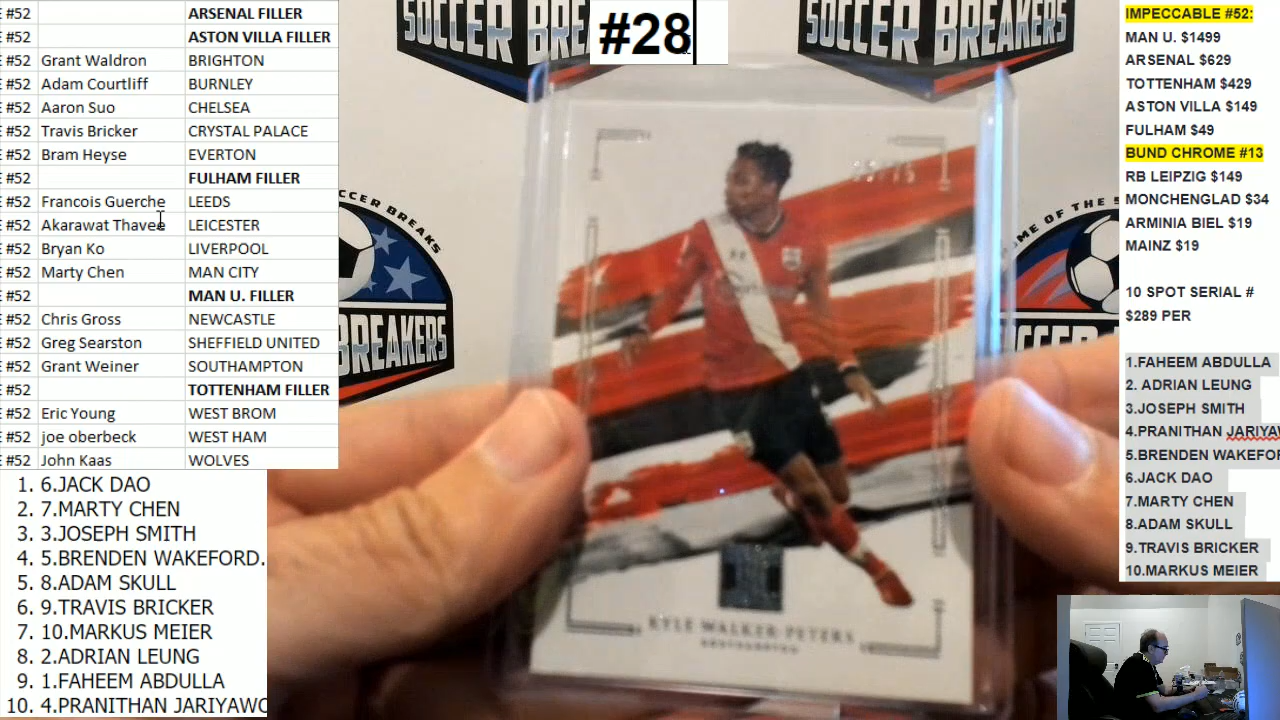 E #52 ARSENAL FILLER
E #52 ASTON VILLA FILLER
E #52 Grant Waldron BRIGHTON
E #52 Adam Courtliff BURNLEY
E #52 Aaron Suo CHELSEA
E #52 Travis Bricker CRYSTAL PALACE
E #52 Bram Heyse EVERTON
E #52 FULHAM FILLER
E #52 Francois Guerche LEEDS
E #52 Akarawat Thavee LEICESTER
E #52 Bryan Ko LIVERPOOL
E #52 Marty Chen MAN CITY
E #52 MAN U. FILLER
E #52 Chris Gross NEWCASTLE
E #52 Greg Searston SHEFFIELD UNITED
E #52 Grant Weiner SOUTHAMPTON
E #52 TOTTENHAM FILLER
E #52 Eric Young WEST BROM
E #52 joe oberbeck WEST HAM
E #52 John Kaas WOLVES
1. 6.JACK DAO
2. 7.MARTY CHEN
3. 3.JOSEPH SMITH
4. 5.BRENDEN WAKEFORD.
5. 8.ADAM SKULL
6. 9.TRAVIS BRICKER
7. 10.MARKUS MEIER
8. 2.ADRIAN LEUNG
9. 1.FAHEEM ABDULLA
10. 4.PRANITHAN JARIYAWO
SOCCER BRE
#28
SOCCER BREAKERS
CCER BREAKS
BREAKERS
OME OF THE S
KYLE WALKER-PETERS
SOUTHAMPTON
IMPECCABLE #52:
MAN U. $1499
ARSENAL $629
TOTTENHAM $429
ASTON VILLA $149
FULHAM $49
BUND CHROME #13
RB LEIPZIG $149
MONCHENGLAD $34
ARMINIA BIEL $19
MAINZ $19
10 SPOT SERIAL #
$289 PER
1.FAHEEM ABDULLA
2. ADRIAN LEUNG
3.JOSEPH SMITH
4.PRANITHAN JARIYAW
5.BRENDEN WAKEFOR
6.JACK DAO
7.MARTY CHEN
8.ADAM SKULL
9.TRAVIS BRICKER
10.MARKUS MEIER